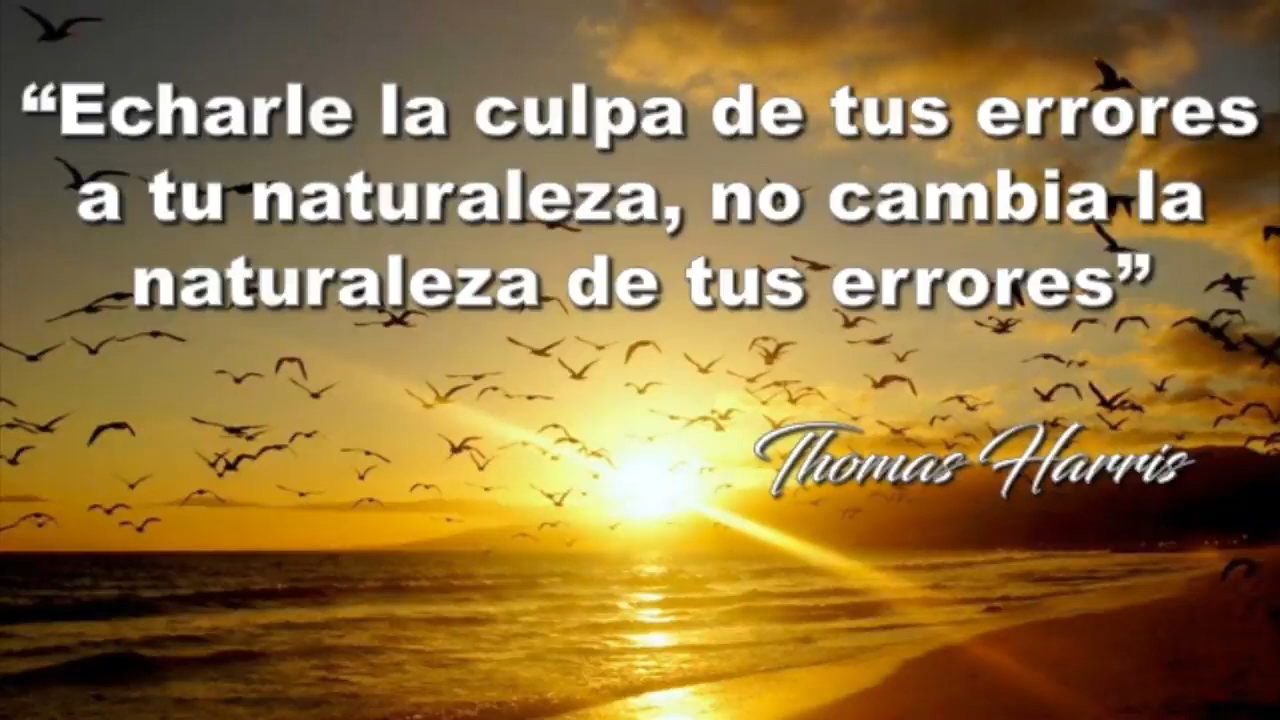 “Echarle la culpa de tus errores
a tu naturaleza, no cambia la
naturaleza de tus errores”
Thomas Harris